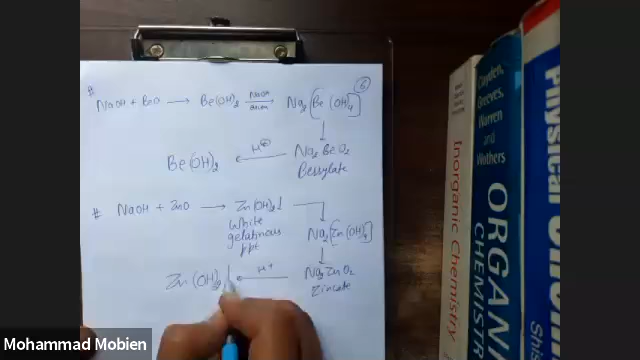 6
# NaOH + BeO → Be(OH)₂ NaOH → excess Na₂[Be(OH)₄]
↓
Be(OH)₂ ← H⊕ Na₂BeO₂
Beryllate
# NaOH + ZnO → Zn(OH)₂↓ →
White
gelatinous
ppt
Na₂[Zn(OH)₄]
↓
Zn(OH)₂↓ ← H⁺ Na₂ZnO₂
Zincate
Inorganic Chemistry
Clayden,
Greeves,
Warren
and
Wothers
ORGANIC
CHEMISTRY
Physical
Mohammad Mobien